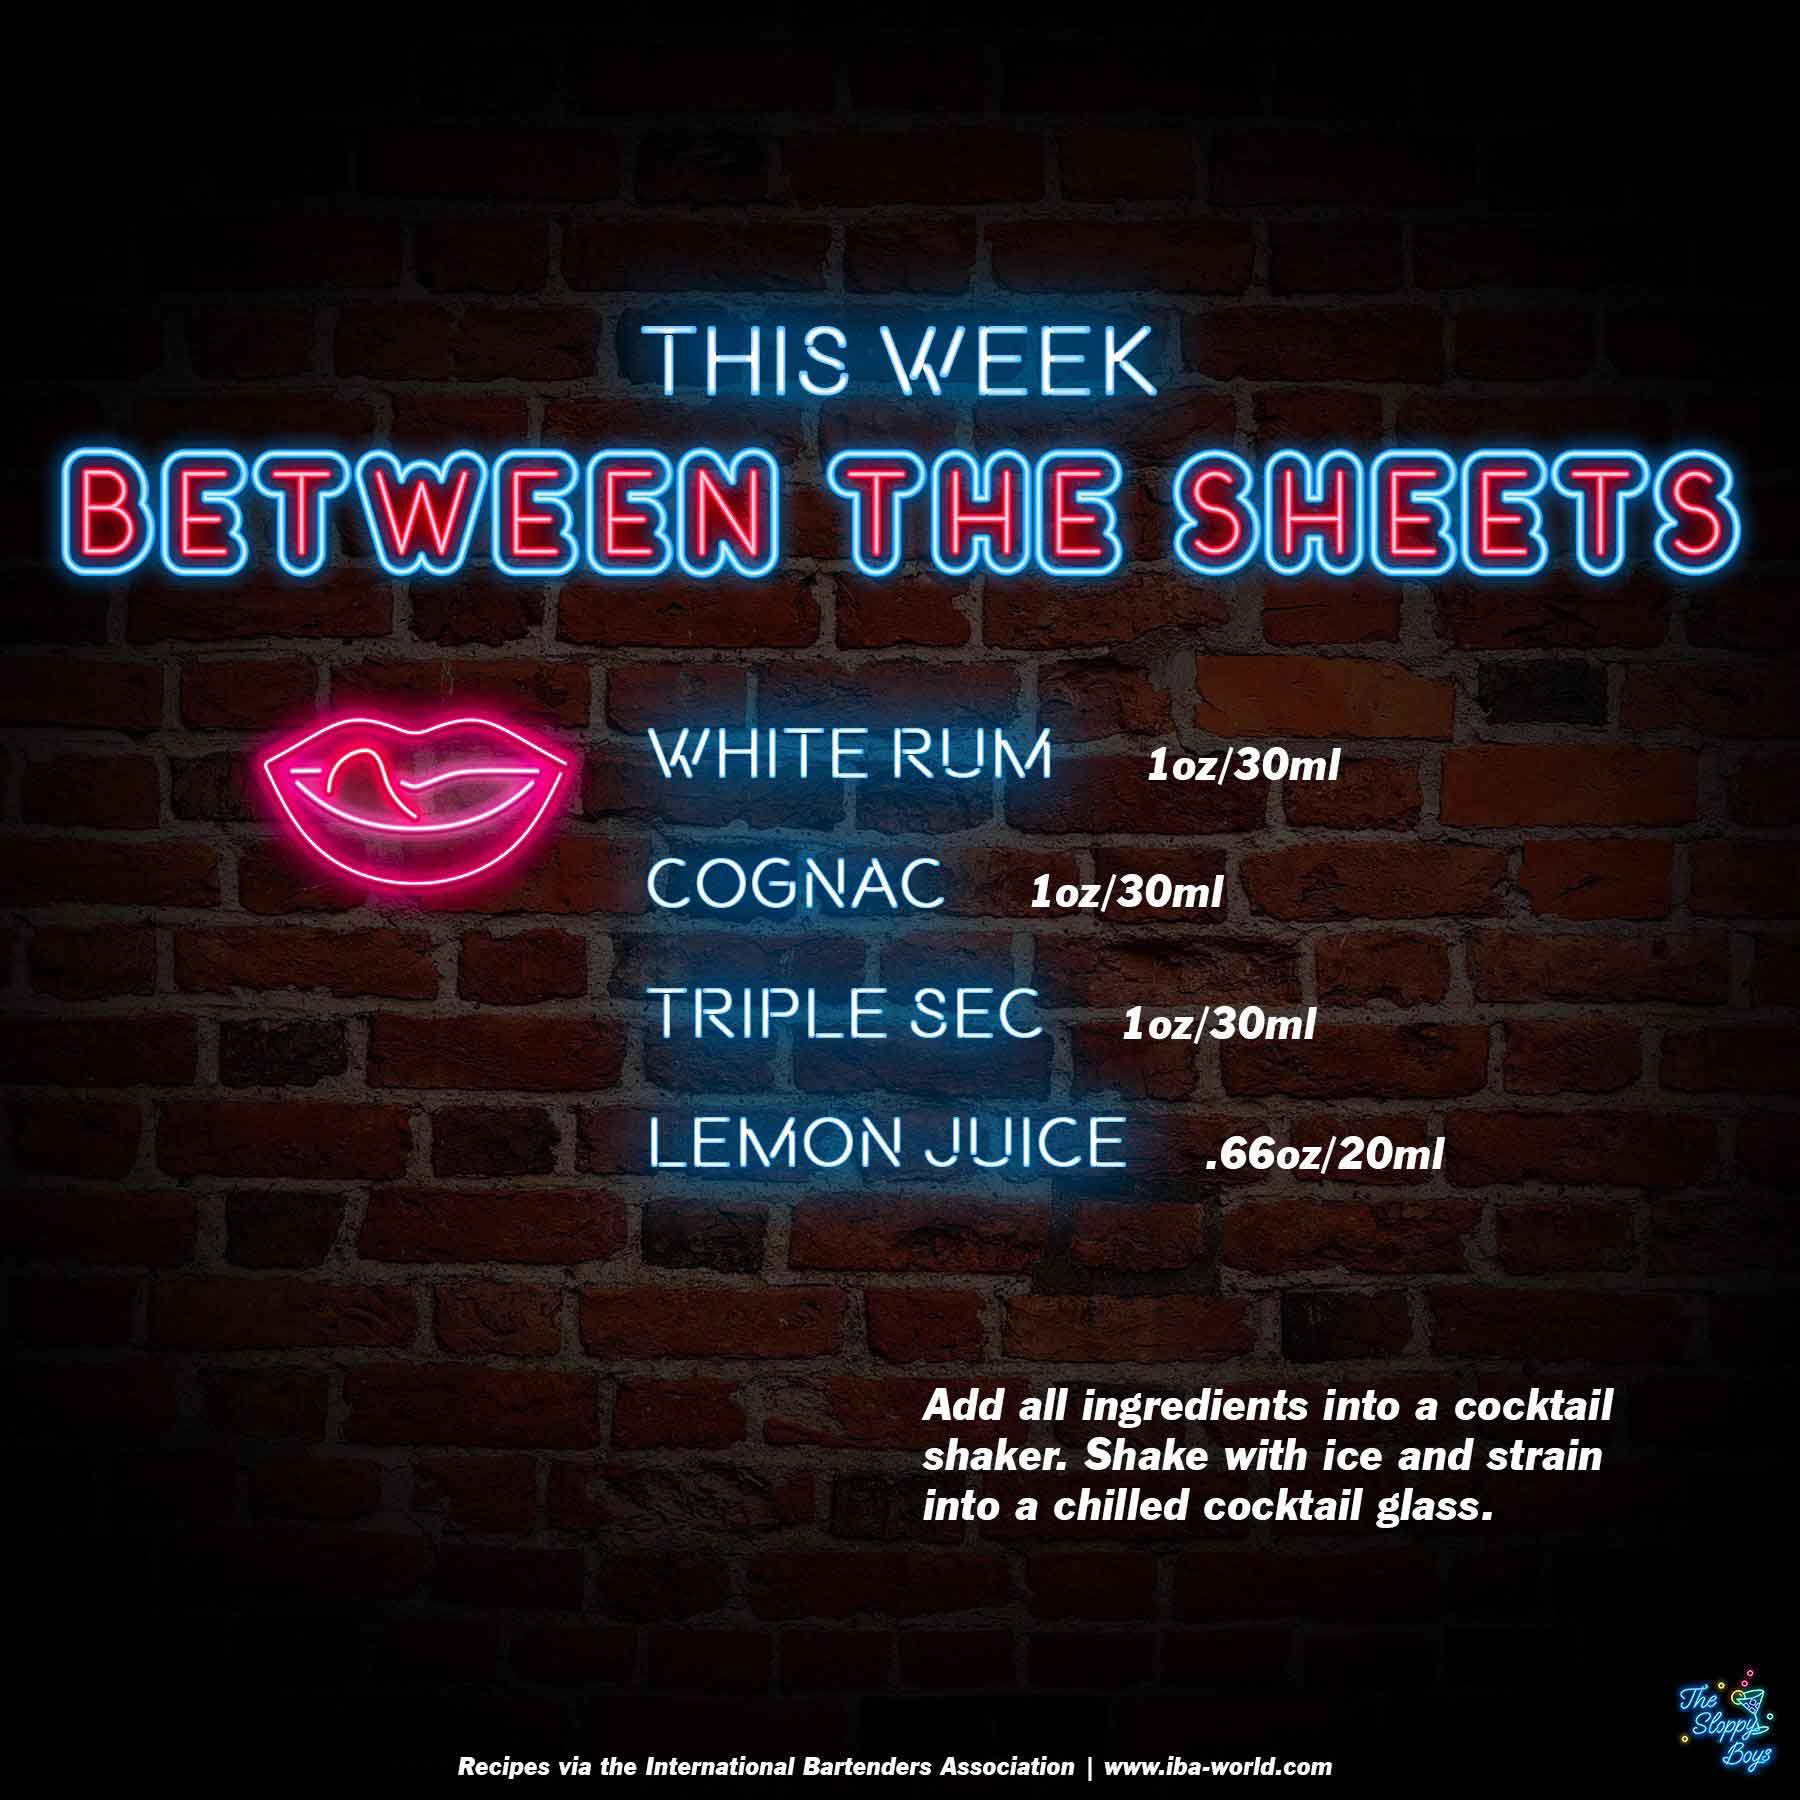 THIS WEEK
BETWEEN THE SHEETS
WHITE RUM 1oz/30ml
COGNAC 1oz/30ml
TRIPLE SEC 1oz/30ml
LEMON JUICE .66oz/20ml
Add all ingredients into a cocktail
shaker. Shake with ice and strain
into a chilled cocktail glass.
The
Sloppy
Boys
Recipes via the International Bartenders Association | www.iba-world.com